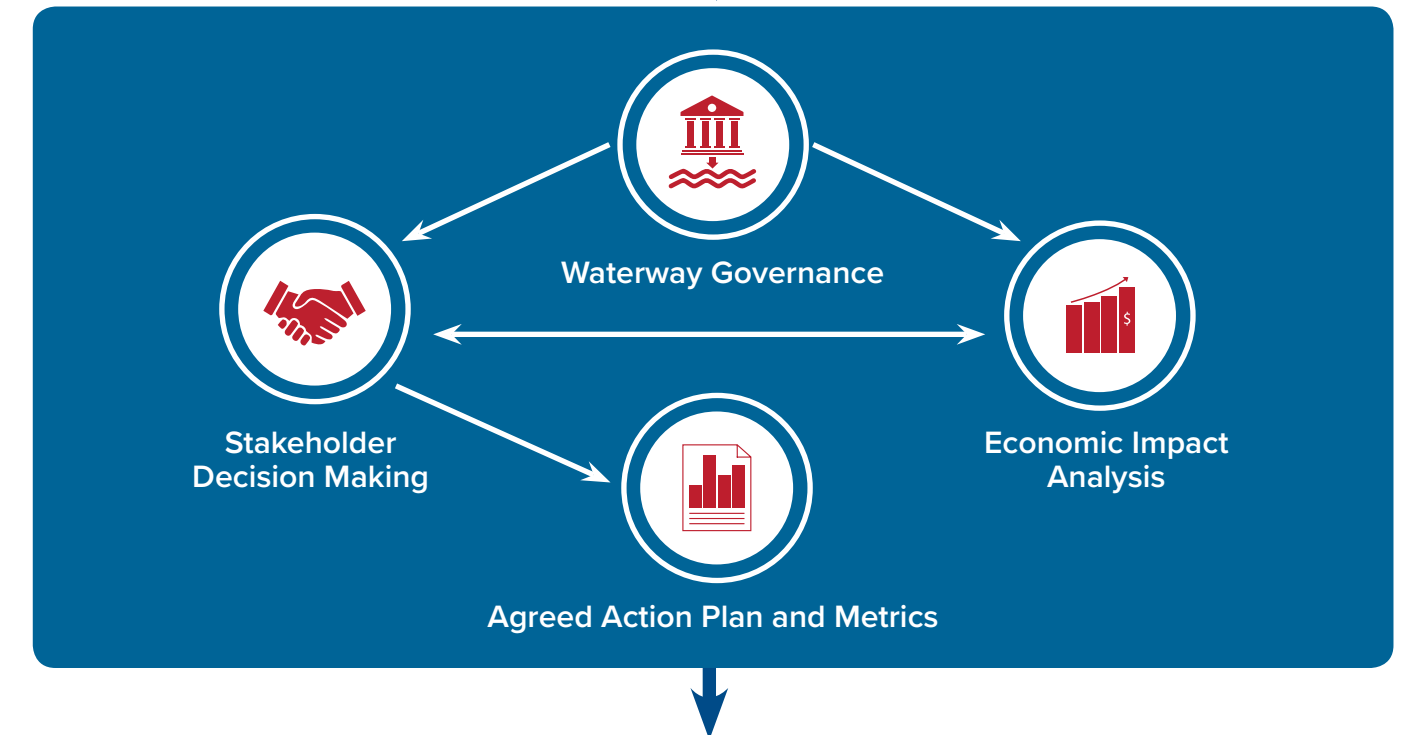 Waterway Governance
$
Stakeholder
Decision Making
Economic Impact
Analysis
Agreed Action Plan and Metrics